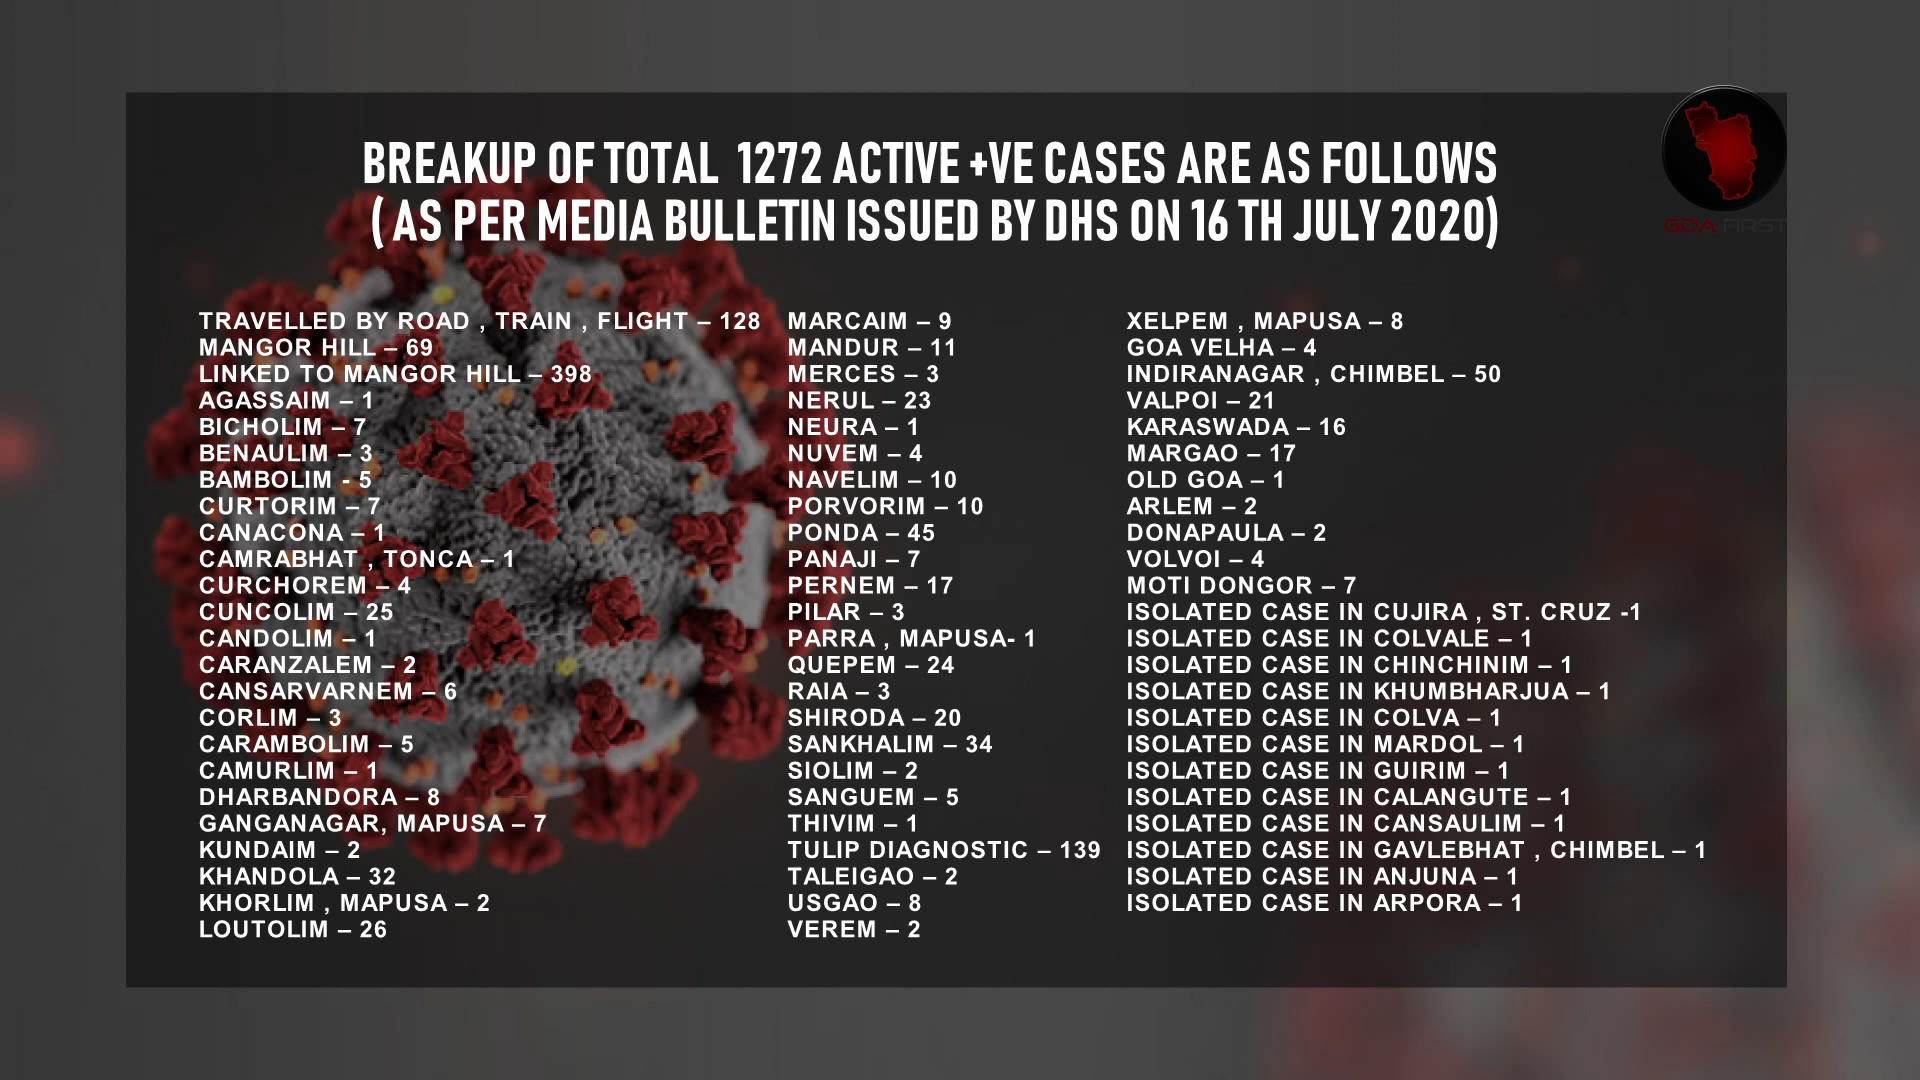 BREAKUP OF TOTAL 1272 ACTIVE +VE CASES ARE AS FOLLOWS
( AS PER MEDIA BULLETIN ISSUED BY DHS ON 16 TH JULY 2020)
GOA FIRST
TRAVELLED BY ROAD , TRAIN , FLIGHT – 128
MANGOR HILL – 69
LINKED TO MANGOR HILL – 398
AGASSAIM – 1
BICHOLIM – 7
BENAULIM – 3
BAMBOLIM - 5
CURTORIM – 7
CANACONA – 1
CAMRABHAT , TONCA – 1
CURCHOREM – 4
CUNCOLIM – 25
CANDOLIM – 1
CARANZALEM – 2
CANSARVARNEM – 6
CORLIM – 3
CARAMBOLIM – 5
CAMURLIM – 1
DHARBANDORA – 8
GANGANAGAR, MAPUSA – 7
KUNDAIM – 2
KHANDOLA – 32
KHORLIM , MAPUSA – 2
LOUTOLIM – 26
MARCAIM – 9
MANDUR – 11
MERCES – 3
NERUL – 23
NEURA – 1
NUVEM – 4
NAVELIM – 10
PORVORIM – 10
PONDA – 45
PANAJI – 7
PERNEM – 17
PILAR – 3
PARRA , MAPUSA- 1
QUEPEM – 24
RAIA – 3
SHIRODA – 20
SANKHALIM – 34
SIOLIM – 2
SANGUEM – 5
THIVIM – 1
TULIP DIAGNOSTIC – 139
TALEIGAO – 2
USGAO – 8
VEREM – 2
XELPEM , MAPUSA – 8
GOA VELHA – 4
INDIRANAGAR , CHIMBEL – 50
VALPOI – 21
KARASWADA – 16
MARGAO – 17
OLD GOA – 1
ARLEM – 2
DONAPAULA – 2
VOLVOI – 4
MOTI DONGOR – 7
ISOLATED CASE IN CUJIRA , ST. CRUZ -1
ISOLATED CASE IN COLVALE – 1
ISOLATED CASE IN CHINCHINIM – 1
ISOLATED CASE IN KHUMBHARJUA – 1
ISOLATED CASE IN COLVA – 1
ISOLATED CASE IN MARDOL – 1
ISOLATED CASE IN GUIRIM – 1
ISOLATED CASE IN CALANGUTE – 1
ISOLATED CASE IN CANSAULIM – 1
ISOLATED CASE IN GAVLEBHAT , CHIMBEL – 1
ISOLATED CASE IN ANJUNA – 1
ISOLATED CASE IN ARPORA – 1